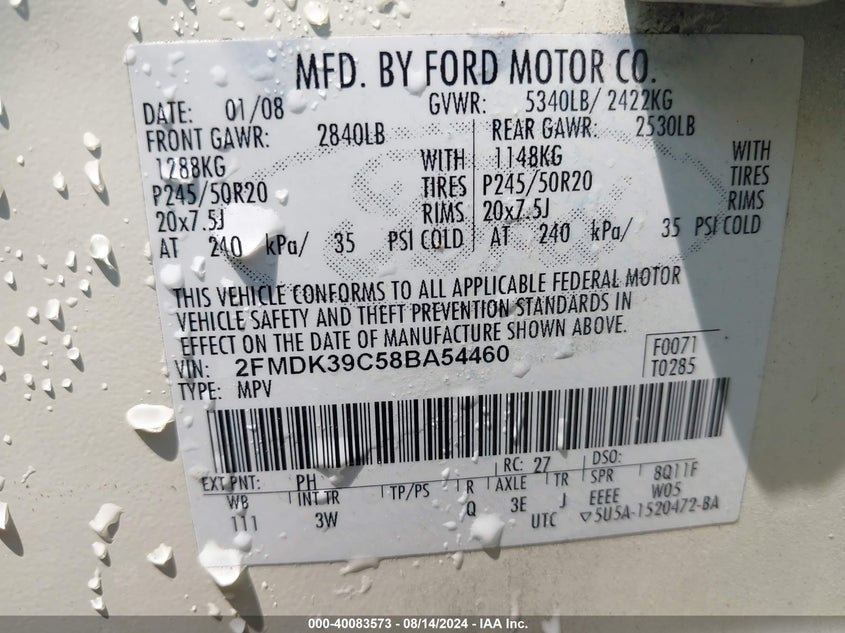 MFD. BY FORD MOTOR CO.
DATE: 01/08 GVWR: 5340LB/ 2422KG
FRONT GAWR: 2840LB REAR GAWR: 2530LB
1288KG WITH 1148KG WITH
P245/50R20 TIRES P245/50R20 TIRES
20x7.5J RIMS 20x7.5J RIMS
AT 240 kPa/ 35 PSI COLD AT 240 kPa/ 35 PSI COLD
THIS VEHICLE CONFORMS TO ALL APPLICABLE FEDERAL MOTOR
VEHICLE SAFETY AND THEFT PREVENTION STANDARDS IN
EFFECT ON THE DATE OF MANUFACTURE SHOWN ABOVE.
VIN: 2FMDK39C58BA54460 F0071
TYPE: MPV T0285
EXT PNT: PH RC: 27 DSO:
WB INT TR TP/PS R AXLE TR SPR 8Q11F
111 3W Q 3E J EEEE W05
UTC ▽5U5A-1520472-BA
000-40083573 - 08/14/2024 - IAA Inc.